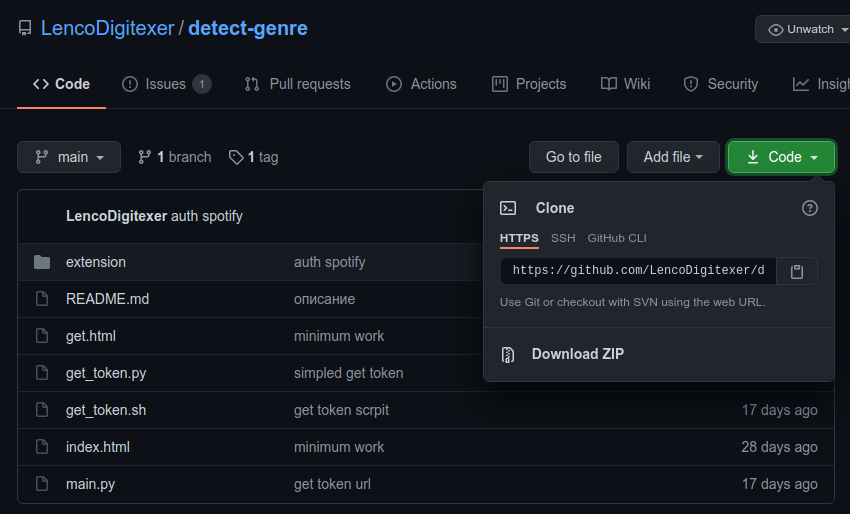 LencoDigitexer / detect-genre
Unwatch
Code Issues 1 Pull requests Actions Projects Wiki Security
main 1 branch 1 tag Go to file Add file Code
Clone
HTTPS SSH GitHub CLI
https://github.com/LencoDigitexer/d
Use Git or checkout with SVN using the web URL.
Download ZIP
LencoDigitexer auth spotify
extension auth spotify
README.md описание
get.html minimum work
get_token.py simpled get token
get_token.sh get token scrpit 17 days ago
index.html minimum work 28 days ago
main.py get token url 17 days ago